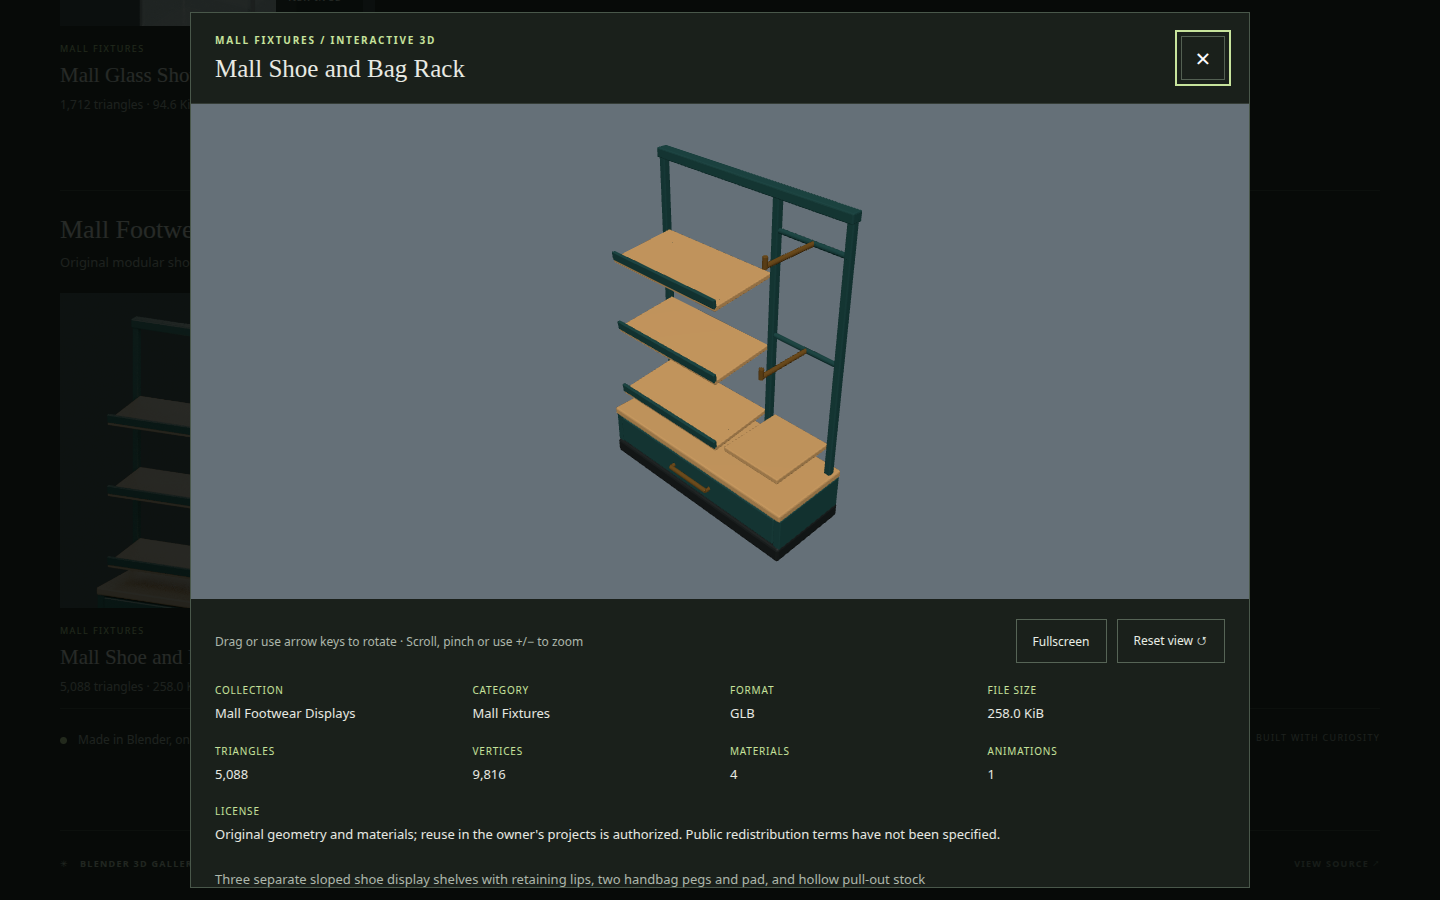 MALL FIXTURES / INTERACTIVE 3D
Mall Shoe and Bag Rack
✕
MALL FIXTURES
Mall Glass Sho
1,712 triangles · 94.6 K
Mall Footwe
Original modular sho
MALL FIXTURES
Mall Shoe and
5,088 triangles · 258.0
Made in Blender, on
BUILT WITH CURIOSITY
BLENDER 3D GALLER
VIEW SOURCE
Drag or use arrow keys to rotate · Scroll, pinch or use +/− to zoom
Fullscreen
Reset view ↺
COLLECTION
Mall Footwear Displays
CATEGORY
Mall Fixtures
FORMAT
GLB
FILE SIZE
258.0 KiB
TRIANGLES
5,088
VERTICES
9,816
MATERIALS
4
ANIMATIONS
1
LICENSE
Original geometry and materials; reuse in the owner's projects is authorized. Public redistribution terms have not been specified.
Three separate sloped shoe display shelves with retaining lips, two handbag pegs and pad, and hollow pull-out stock